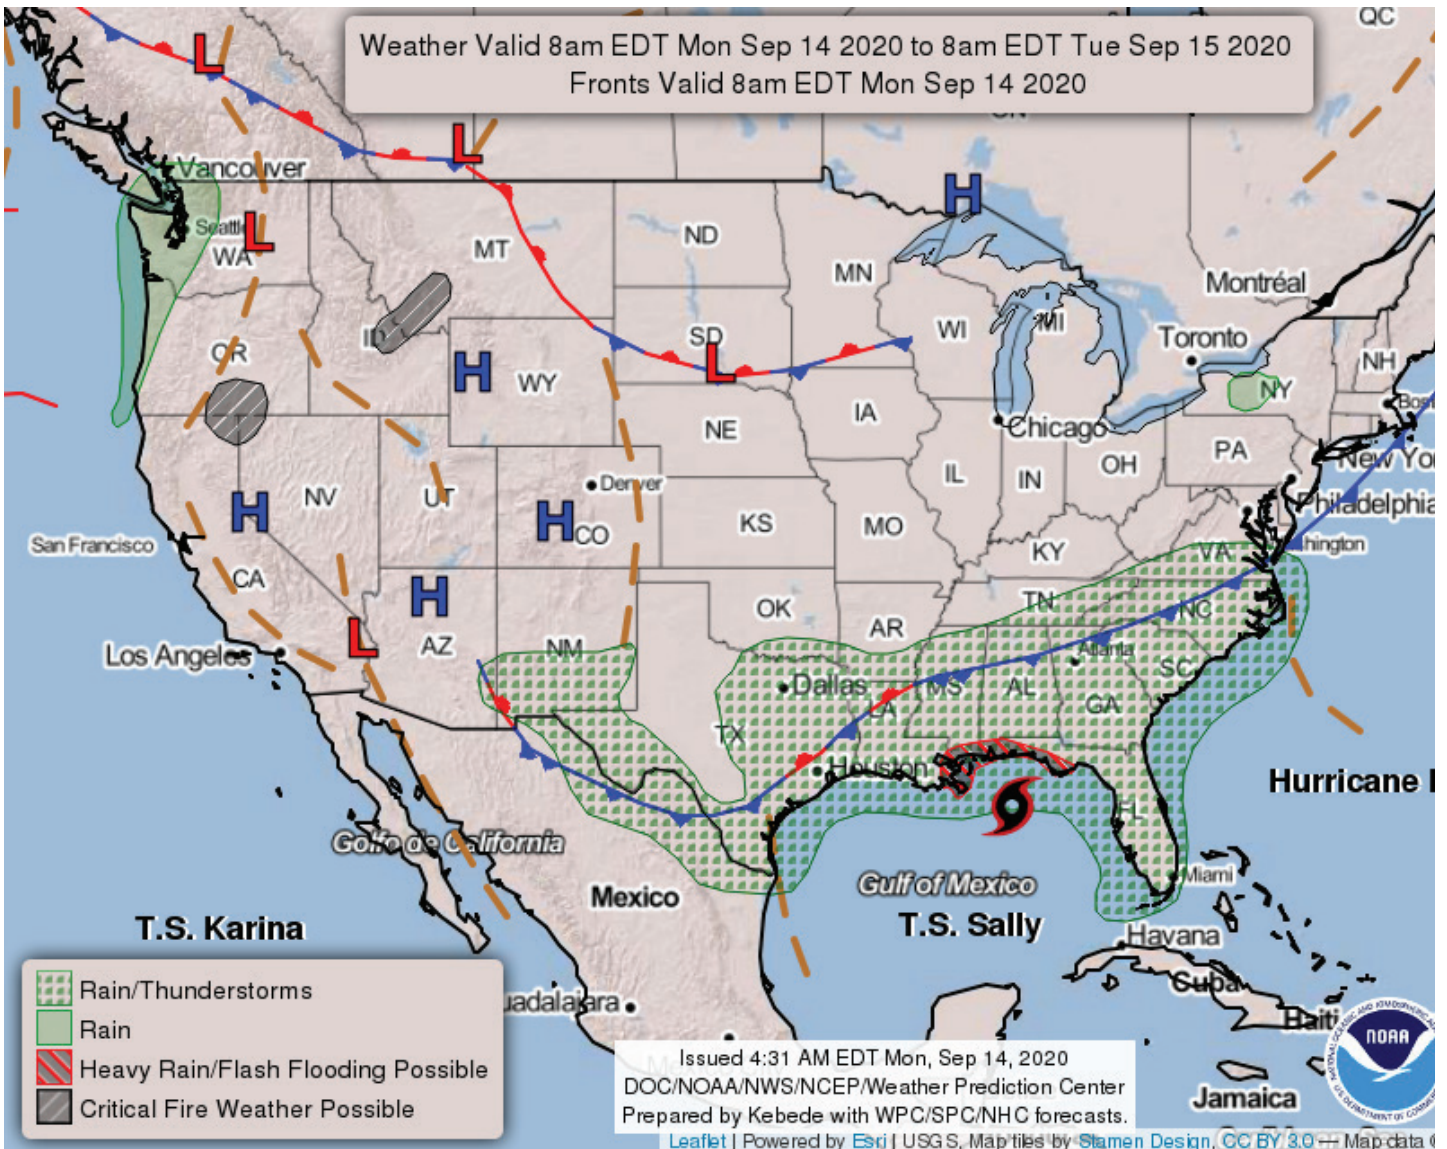 QC
Weather Valid 8am EDT Mon Sep 14 2020 to 8am EDT Tue Sep 15 2020
Fronts Valid 8am EDT Mon Sep 14 2020
L
L
Vancouver
H
Seattle
L
WA
MT
ND
MN
Montréal
OR
ID
H
WY
SD
L
WI
MI
Toronto
NH
NY
NE
IA
Chicago
PA
OH
IL
IN
New Yo
H
NV
UT
Denver
H
CO
KS
MO
KY
VA
Philadelphia
San Francisco
hington
CA
H
AZ
NM
OK
AR
TN
NC
Los Angeles
L
Atlanta
SC
Dallas
MS
AL
GA
LA
TX
Houston
FL
Hurricane
Golfo de California
Mexico
Gulf of Mexico
Miami
T.S. Karina
T.S. Sally
Havana
Cuba
Rain/Thunderstorms
Rain
Heavy Rain/Flash Flooding Possible
Critical Fire Weather Possible
uadalajara
Haiti
NOAA
Issued 4:31 AM EDT Mon, Sep 14, 2020
DOC/NOAA/NWS/NCEP/Weather Prediction Center
Prepared by Kebede with WPC/SPC/NHC forecasts.
Jamaica
Leaflet | Powered by Esri | USGS, Map tiles by Stamen Design, CC BY 3.0 — Map data ©